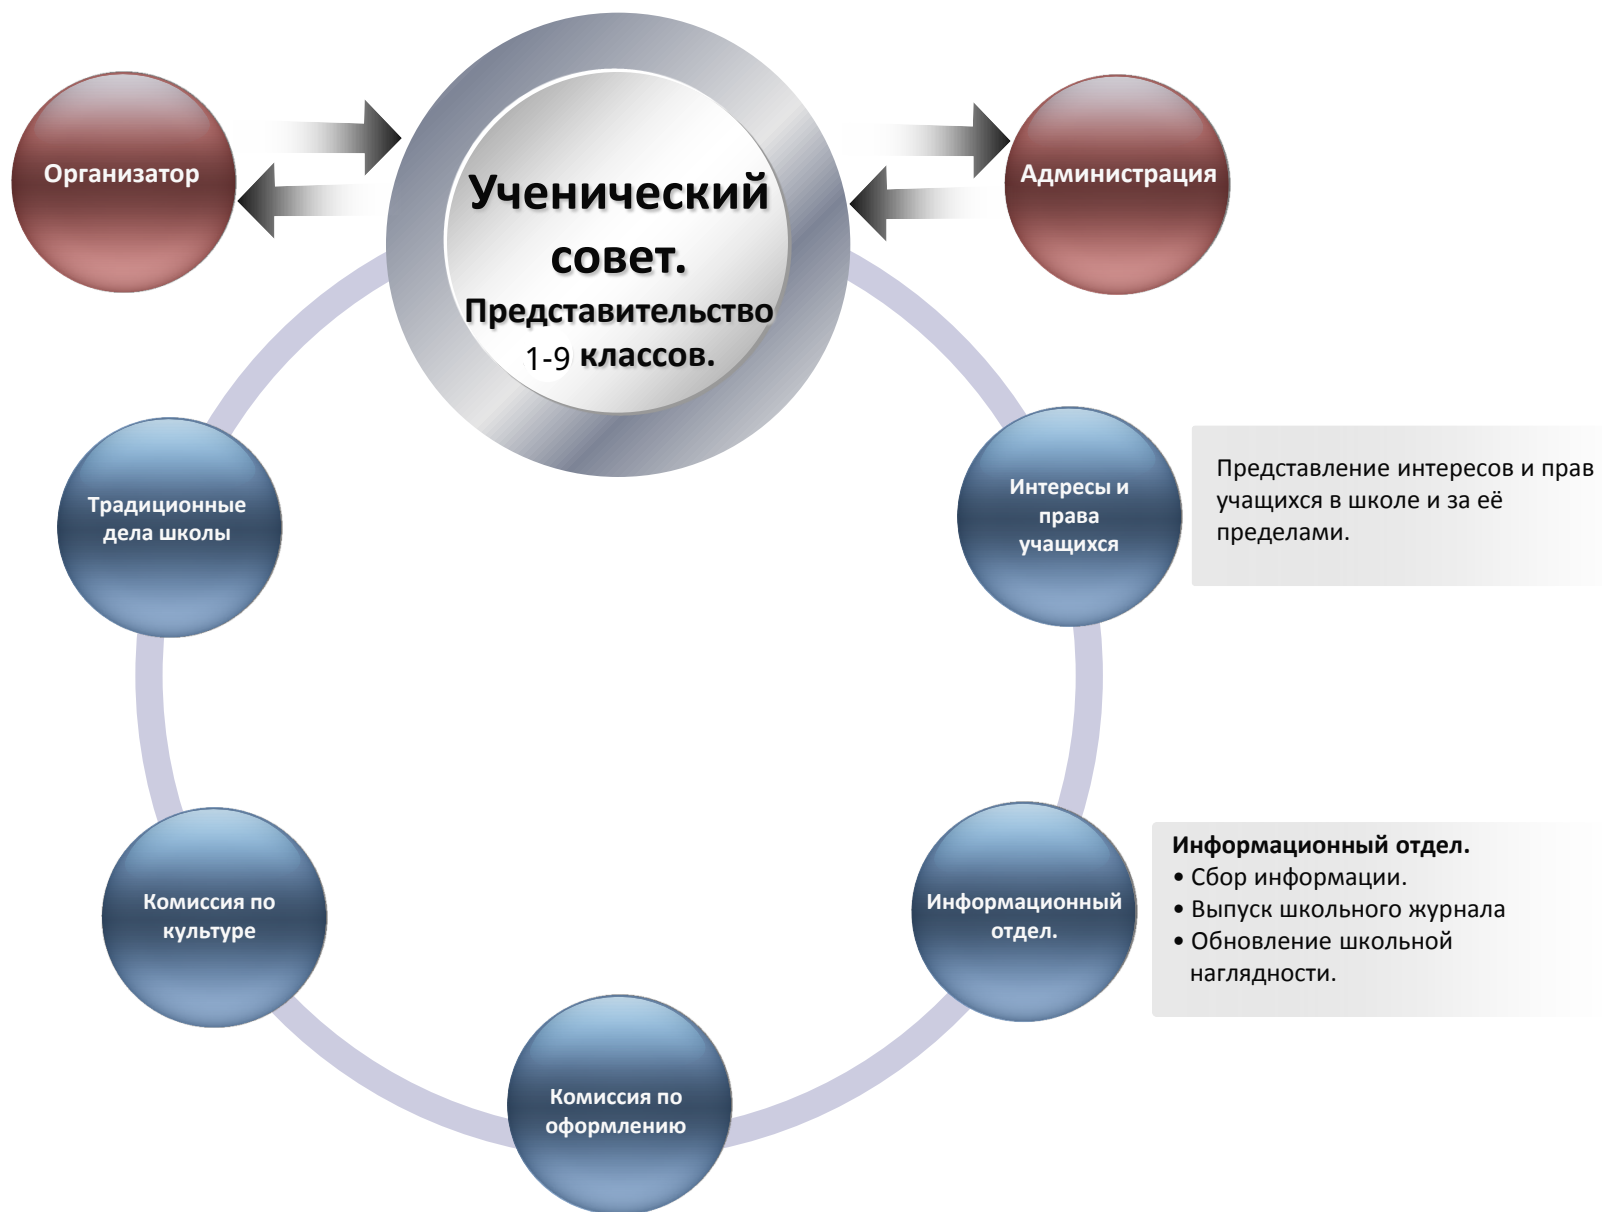 Организатор
Ученический
совет.
Представительство
1-9 классов.
Администрация
Традиционные
дела школы
Интересы и
права
учащихся
Представление интересов и прав
учащихся в школе и за её
пределами.
Комиссия по
культуре
Информационный
отдел.
Информационный отдел.
• Сбор информации.
• Выпуск школьного журнала
• Обновление школьной
наглядности.
Комиссия по
оформлению